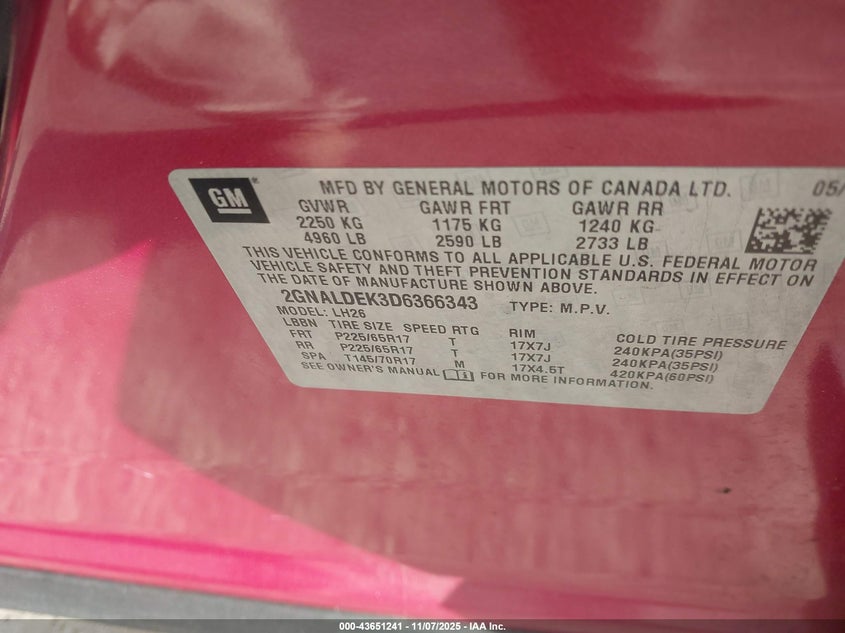 GM
MFD BY GENERAL MOTORS OF CANADA LTD. 05/
GVWR GAWR FRT GAWR RR
2250 KG 1175 KG 1240 KG
4960 LB 2590 LB 2733 LB
THIS VEHICLE CONFORMS TO ALL APPLICABLE U.S. FEDERAL MOTOR
VEHICLE SAFETY AND THEFT PREVENTION STANDARDS IN EFFECT ON
THE DATE OF MANUFACTURE SHOWN ABOVE.
2GNALDEK3D6366343 TYPE: M.P.V.
MODEL: LH26
LBBN TIRE SIZE SPEED RTG RIM COLD TIRE PRESSURE
FRT P225/65R17 T 17X7J 240KPA(35PSI)
RR P225/65R17 T 17X7J 240KPA(35PSI)
SPA T145/70R17 M 17X4.5T 420KPA(60PSI)
SEE OWNER'S MANUAL FOR MORE INFORMATION.
000-43651241 - 11/07/2025 - IAA Inc.